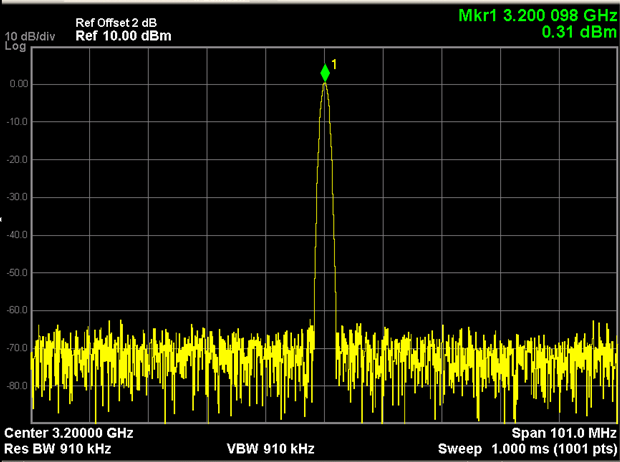 Mkr1 3.200 098 GHz
0.31 dBm
Ref Offset 2 dB
10 dB/div Ref 10.00 dBm
Log
1
0.00
-10.0
-20.0
-30.0
-40.0
-50.0
-60.0
-70.0
-80.0
Center 3.20000 GHz Span 101.0 MHz
Res BW 910 kHz VBW 910 kHz Sweep 1.000 ms (1001 pts)